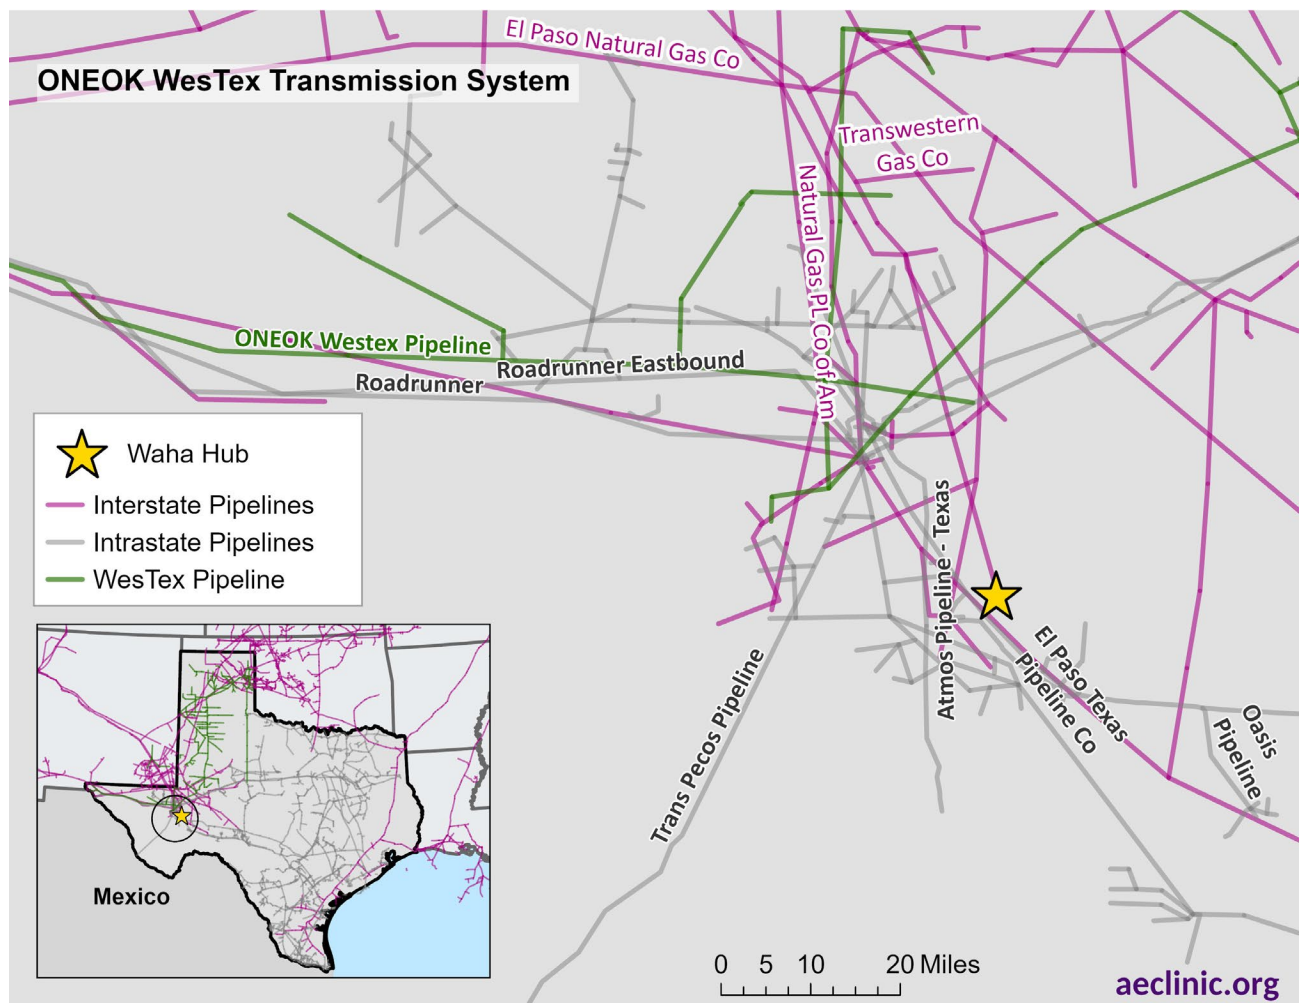 El Paso Natural Gas Co
ONEOK WesTex Transmission System
Transwestern
Gas Co
Natural Gas PL Co of Am
ONEOK Westex Pipeline
Roadrunner Eastbound
Roadrunner
Waha Hub
Interstate Pipelines
Intrastate Pipelines
WesTex Pipeline
Atmos Pipeline - Texas
El Paso Texas
Pipeline Co
Trans Pecos Pipeline
Oasis
Pipeline
Mexico
0 5 10 20 Miles
aeclinic.org